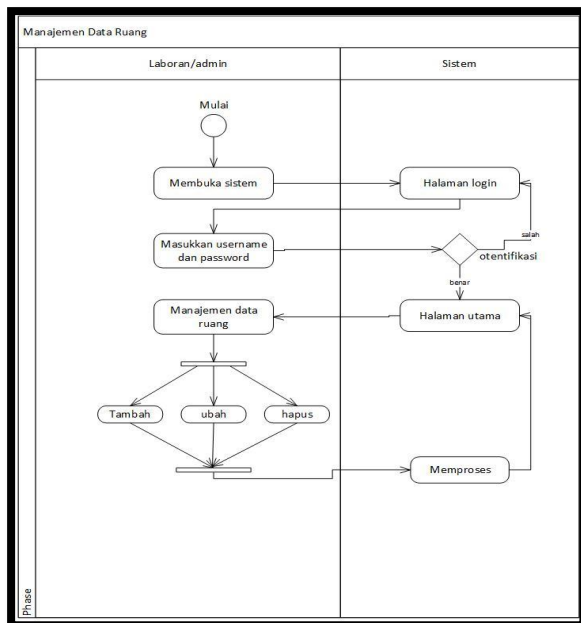 Manajemen Data Ruang
Laboran/admin
Sistem
Mulai
Membuka sistem
Halaman login
Masukkan username
dan password
salah
otentifikasi
benar
Manajemen data
ruang
Halaman utama
Tambah
ubah
hapus
Memproses
Phase